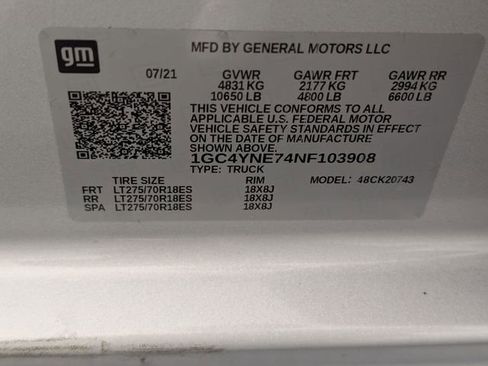 gm
MFD BY GENERAL MOTORS LLC
07/21 GVWR GAWR FRT GAWR RR
4831 KG 2177 KG 2994 KG
10650 LB 4800 LB 6600 LB
THIS VEHICLE CONFORMS TO ALL
APPLICABLE U.S. FEDERAL MOTOR
VEHICLE SAFETY STANDARDS IN EFFECT
ON THE DATE OF MANUFACTURE
SHOWN ABOVE.
1GC4YNE74NF103908
TYPE: TRUCK MODEL: 48CK20743
TIRE SIZE RIM
FRT LT275/70R18ES 18X8J
RR LT275/70R18ES 18X8J
SPA LT275/70R18ES 18X8J